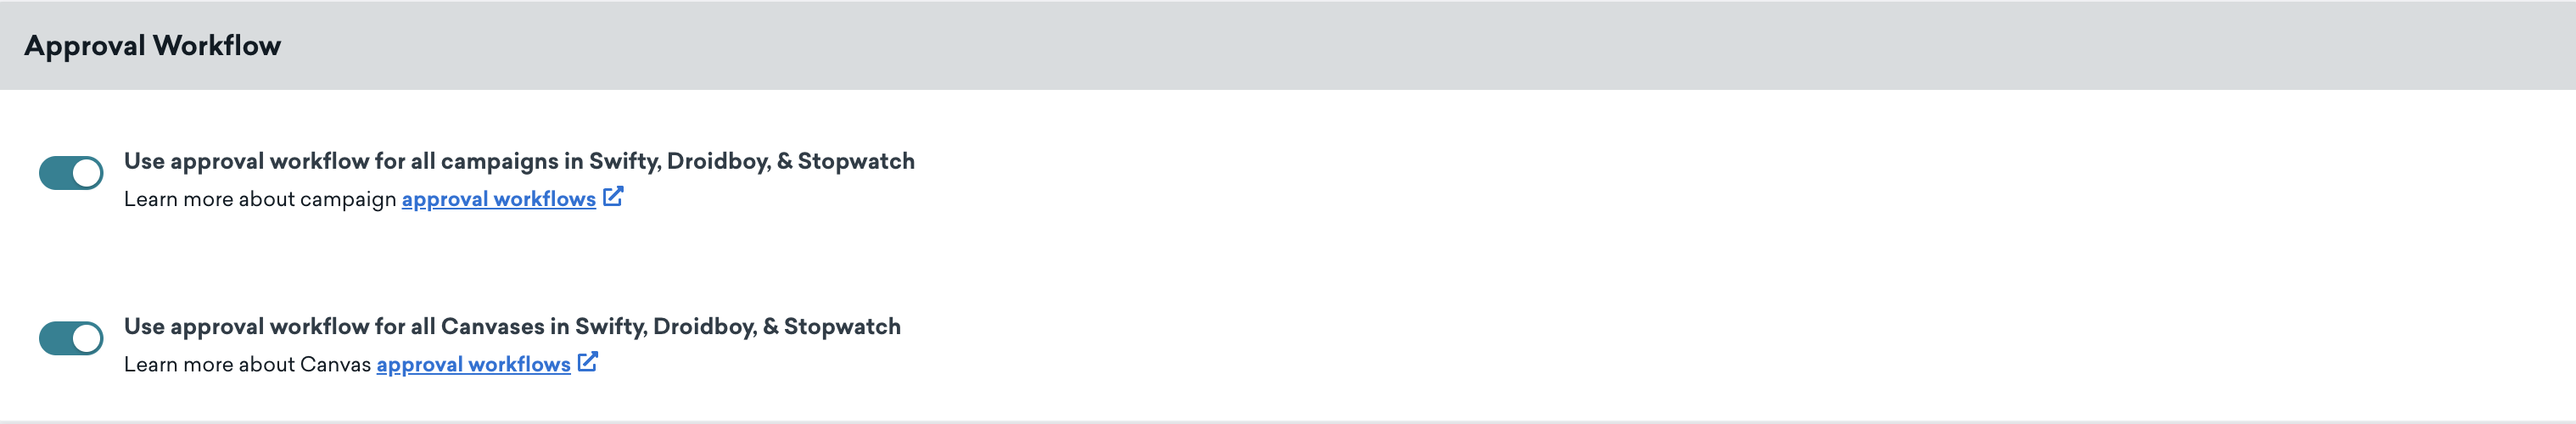 Approval Workflow
Use approval workflow for all campaigns in Swifty, Droidboy, & Stopwatch
Learn more about campaign approval workflows
Use approval workflow for all Canvases in Swifty, Droidboy, & Stopwatch
Learn more about Canvas approval workflows